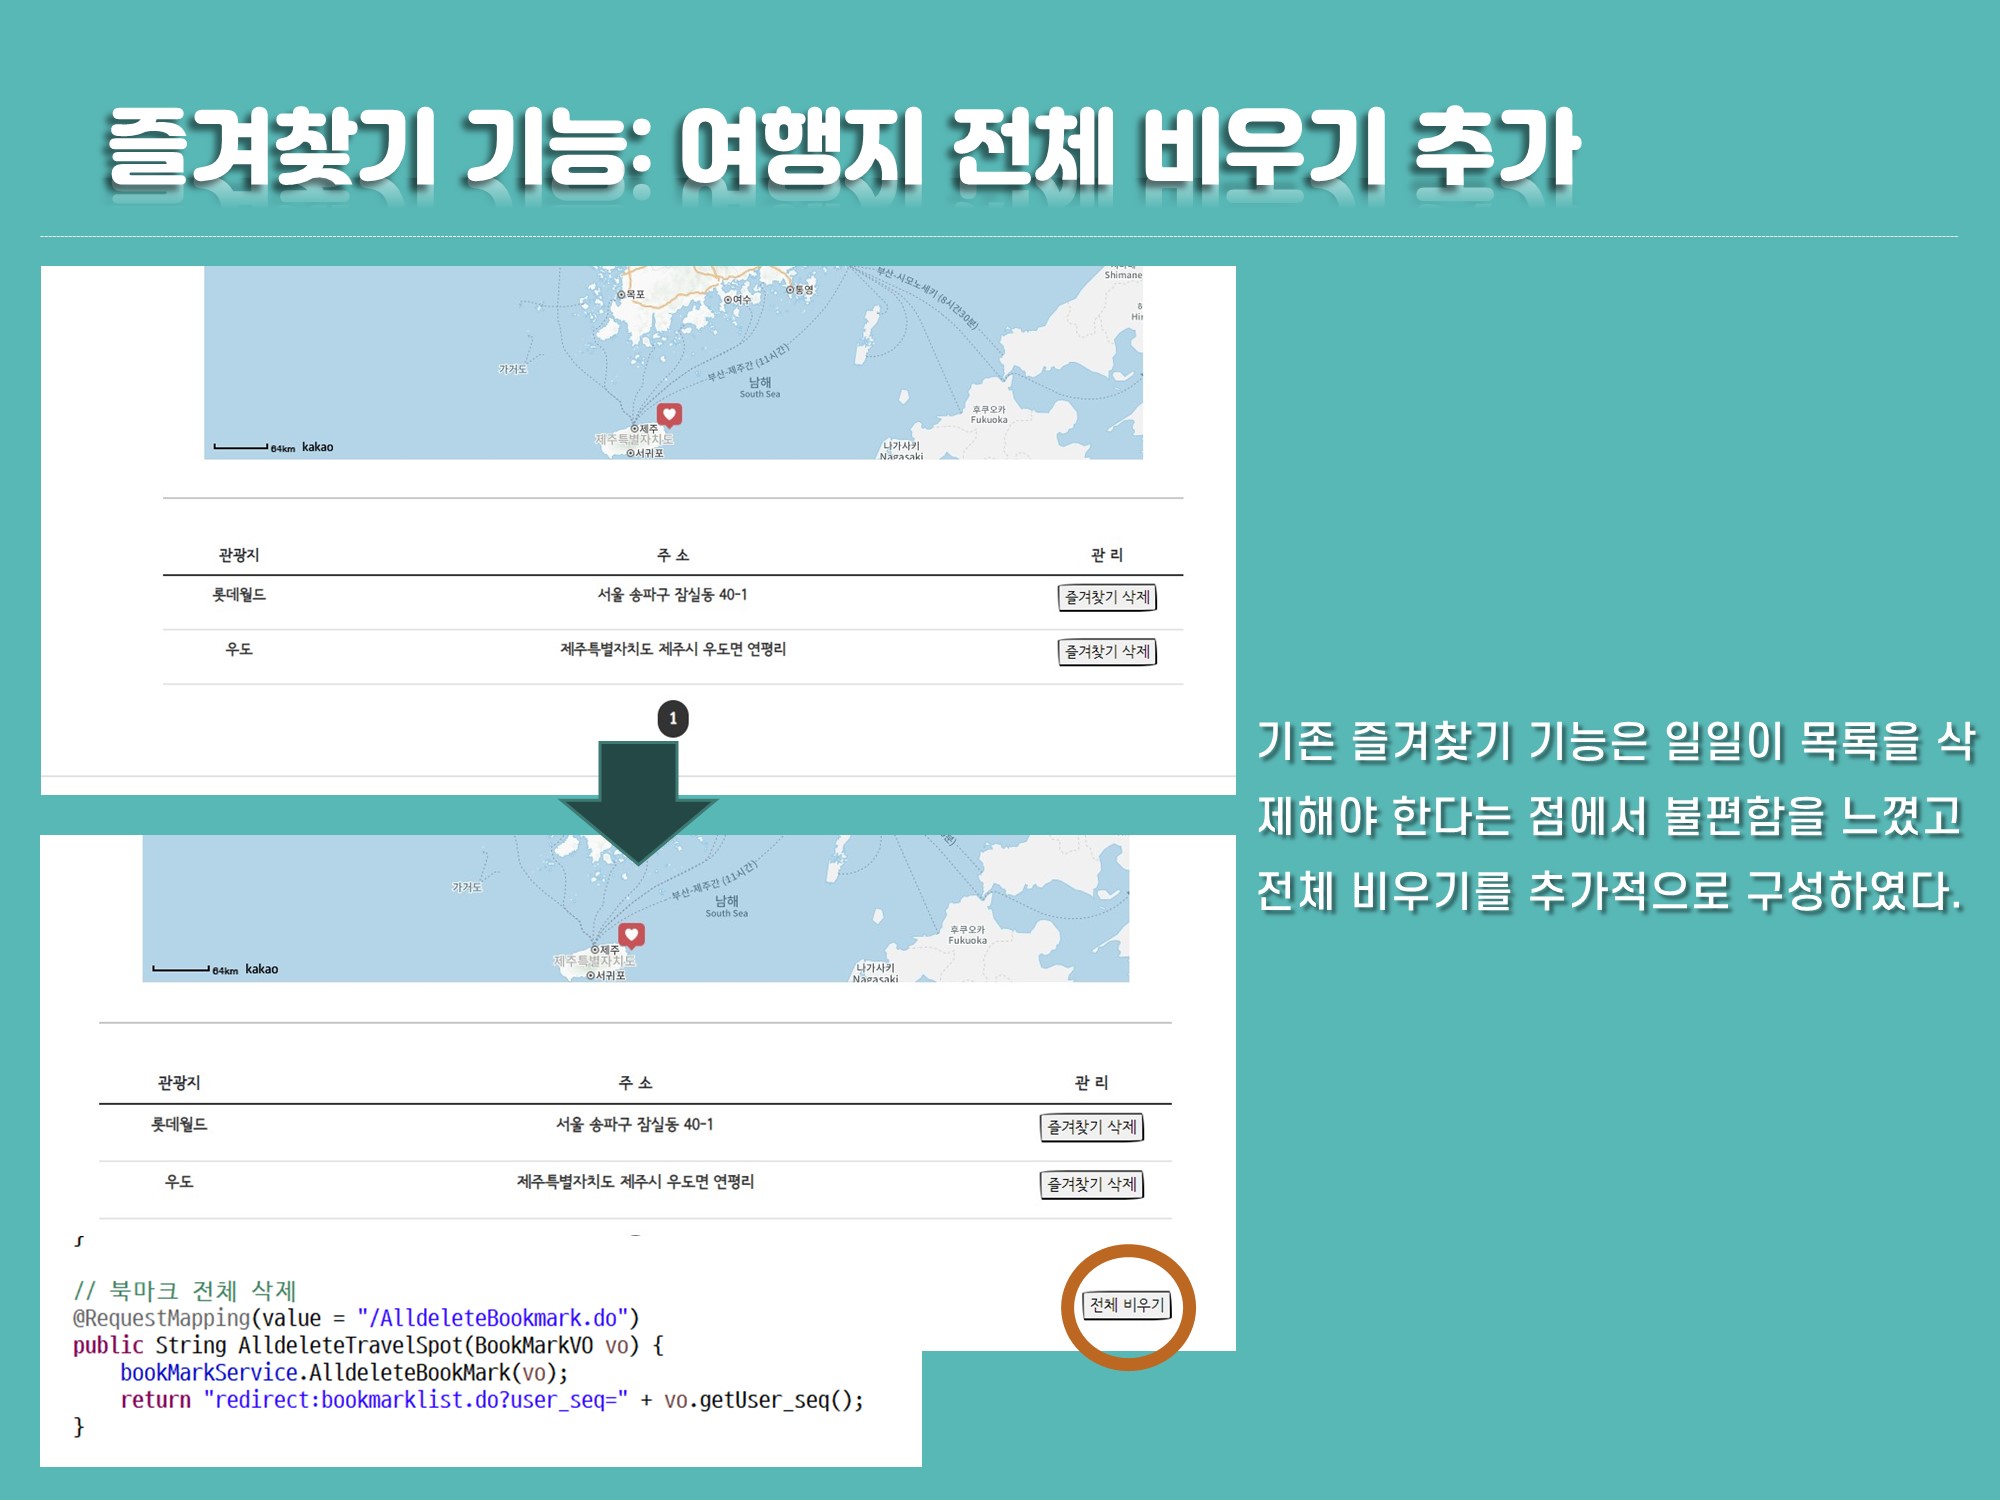 즐겨찾기 기능: 여행지 전체 비우기 추가
Shimane
목포
여수
통영
부산-시모노세키 (8시간30분)
가거도
부산-제주간 (11시간)
남해
South Sea
후쿠오카
Fukuoka
제주
제주특별자치도
서귀포
나가사키
Nagasaki
64km kakao
관광지 주 소 관 리
롯데월드 서울 송파구 잠실동 40-1 즐겨찾기 삭제
우도 제주특별자치도 제주시 우도면 연평리 즐겨찾기 삭제
1
기존 즐겨찾기 기능은 일일이 목록을 삭
제해야 한다는 점에서 불편함을 느꼈고
전체 비우기를 추가적으로 구성하였다.
가거도
부산-제주간 (11시간)
남해
South Sea
후쿠오카
Fukuoka
제주
제주특별자치도
서귀포
나가사키
Nagasaki
64km kakao
관광지 주 소 관 리
롯데월드 서울 송파구 잠실동 40-1 즐겨찾기 삭제
우도 제주특별자치도 제주시 우도면 연평리 즐겨찾기 삭제
전체 비우기
// 북마크 전체 삭제
@RequestMapping(value = "/AlldeleteBookmark.do")
public String AlldeleteTravelSpot(BookMarkVO vo) {
bookMarkService.AlldeleteBookMark(vo);
return "redirect:bookmarklist.do?user_seq=" + vo.getUser_seq();
}